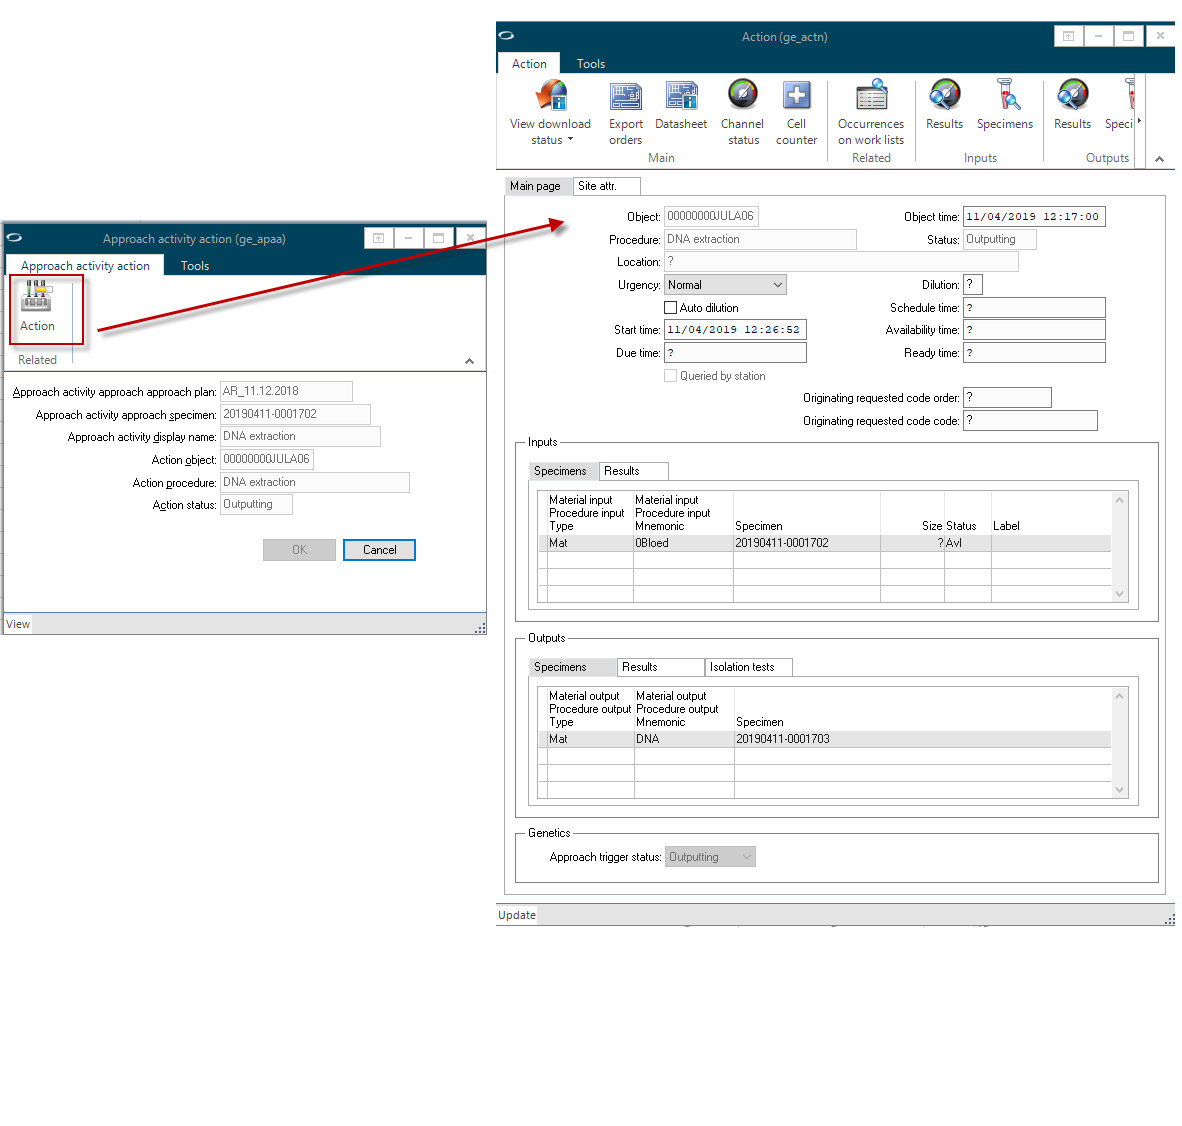 Action (ge_actn)
Action Tools
View download status
Export orders
Datasheet
Channel status
Cell counter
Occurrences on work lists
Results
Specimens
Results
Speci
Main Related Inputs Outputs
Main page Site attr.
Object: 00000000JULA06 Object time: 11/04/2019 12:17:00
Procedure: DNA extraction Status: Outputting
Location: ?
Urgency: Normal Dilution: ?
Auto dilution Schedule time: ?
Start time: 11/04/2019 12:26:52 Availability time: ?
Due time: ? Ready time: ?
Queried by station
Originating requested code order: ?
Originating requested code code: ?
Inputs
Specimens Results
Material input Material input
Procedure input Procedure input
Type Mnemonic Specimen Size Status Label
Mat 0Bloed 20190411-0001702 ? Avl
Outputs
Specimens Results Isolation tests
Material output Material output
Procedure output Procedure output
Type Mnemonic Specimen
Mat DNA 20190411-0001703
Genetics
Approach trigger status: Outputting
Update
Approach activity action (ge_apaa)
Approach activity action Tools
Action
Related
Approach activity approach approach plan: AR_11.12.2018
Approach activity approach specimen: 20190411-0001702
Approach activity display name: DNA extraction
Action object: 00000000JULA06
Action procedure: DNA extraction
Action status: Outputting
OK Cancel
View